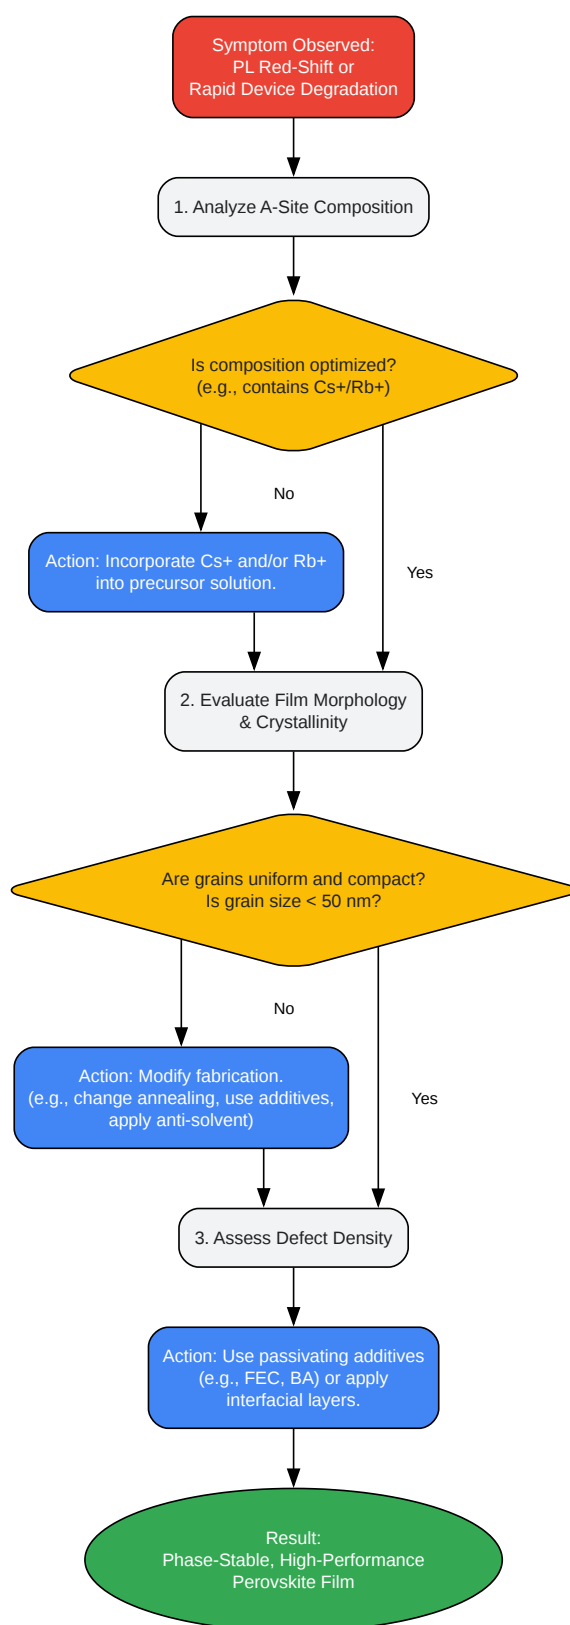 Symptom Observed:
PL Red-Shift or
Rapid Device Degradation
1. Analyze A-Site Composition
Is composition optimized?
(e.g., contains Cs+/Rb+)
No
Action: Incorporate Cs+ and/or Rb+
into precursor solution.
Yes
2. Evaluate Film Morphology
& Crystallinity
Are grains uniform and compact?
Is grain size < 50 nm?
No
Action: Modify fabrication.
(e.g., change annealing, use additives,
apply anti-solvent)
Yes
3. Assess Defect Density
Action: Use passivating additives
(e.g., FEC, BA) or apply
interfacial layers.
Result:
Phase-Stable, High-Performance
Perovskite Film